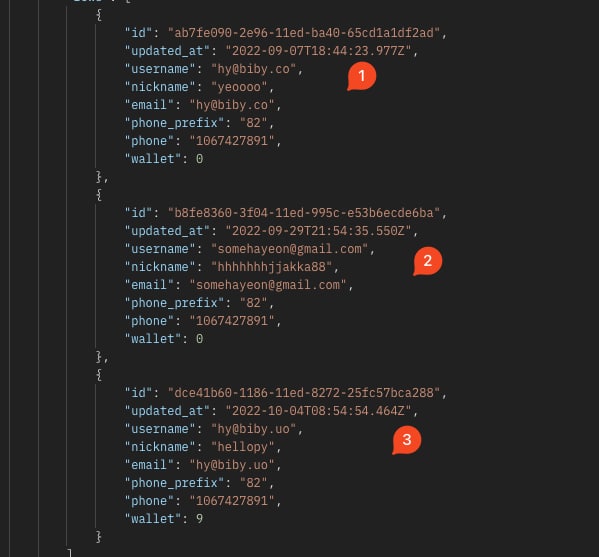 {
"id": "ab7fe090-2e96-11ed-ba40-65cd1a1df2ad",
"updated_at": "2022-09-07T18:44:23.977Z",
"username": "hy@biby.co",
"nickname": "yeoooo",
"email": "hy@biby.co",
"phone_prefix": "82",
"phone": "1067427891",
"wallet": 0
},
1
{
"id": "b8fe8360-3f04-11ed-995c-e53b6ecde6ba",
"updated_at": "2022-09-29T21:54:35.550Z",
"username": "somehayeon@gmail.com",
"nickname": "hhhhhhhjjakka88",
"email": "somehayeon@gmail.com",
"phone_prefix": "82",
"phone": "1067427891",
"wallet": 0
},
2
{
"id": "dce41b60-1186-11ed-8272-25fc57bca288",
"updated_at": "2022-10-04T08:54:54.464Z",
"username": "hy@biby.uo",
"nickname": "hellopy",
"email": "hy@biby.uo",
"phone_prefix": "82",
"phone": "1067427891",
"wallet": 9
}
3
]